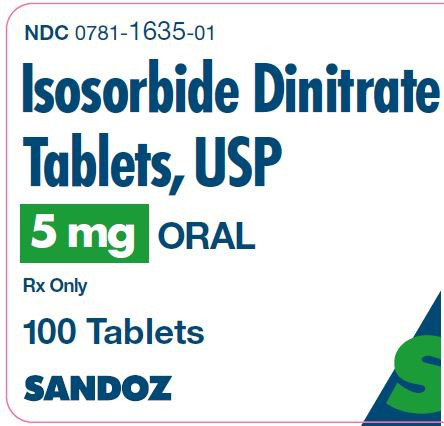 NDC 0781-1635-01
Isosorbide Dinitrate
Tablets, USP
5 mg ORAL
Rx Only
100 Tablets
SANDOZ
S